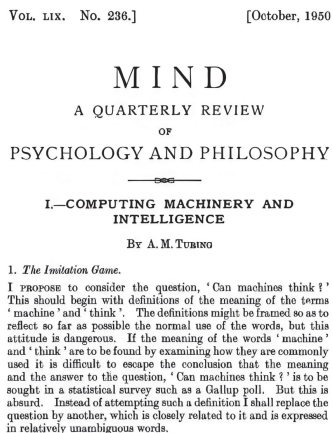 VOL. LIX. No. 236.] [October, 1950
MIND
A QUARTERLY REVIEW
OF
PSYCHOLOGY AND PHILOSOPHY
I.—COMPUTING MACHINERY AND
INTELLIGENCE
BY A. M. TURING
1. The Imitation Game.
I PROPOSE to consider the question, ‘ Can machines think ? ’
This should begin with definitions of the meaning of the terms
‘ machine ’ and ‘ think ’. The definitions might be framed so as to
reflect so far as possible the normal use of the words, but this
attitude is dangerous. If the meaning of the words ‘ machine ’
and ‘ think ’ are to be found by examining how they are commonly
used it is difficult to escape the conclusion that the meaning
and the answer to the question, ‘ Can machines think ? ’ is to be
sought in a statistical survey such as a Gallup poll. But this is
absurd. Instead of attempting such a definition I shall replace the
question by another, which is closely related to it and is expressed
in relatively unambiguous words.